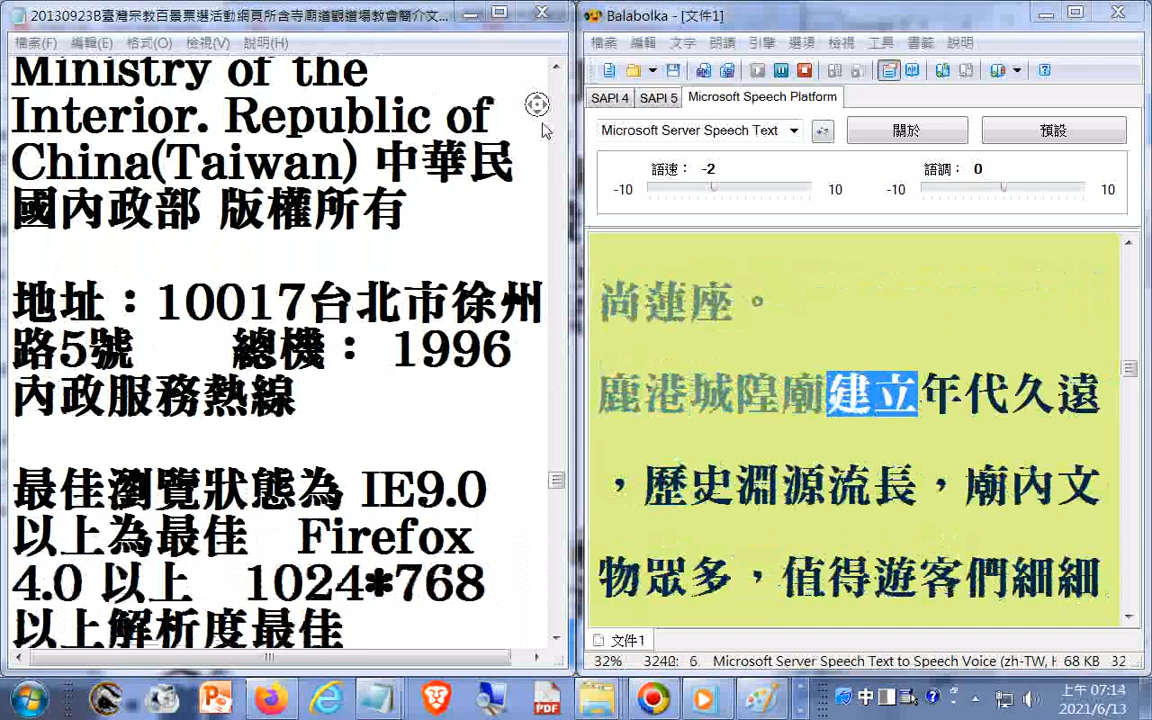 20130923B臺灣宗教百景票選活動網頁所含寺廟道觀道場教會簡介文...
檔案(F) 編輯(E) 格式(O) 檢視(V) 說明(H)
Ministry of the
Interior. Republic of
China(Taiwan) 中華民
國內政部 版權所有
地址：10017台北市徐州
路5號 總機： 1996
內政服務熱線
最佳瀏覽狀態為 IE9.0
以上為最佳 Firefox
4.0 以上 1024*768
以上解析度最佳
Balabolka - [文件1]
檔案 編輯 文字 朗讀 引擎 選項 檢視 工具 書籤 說明
SAPI 4 SAPI 5 Microsoft Speech Platform
Microsoft Server Speech Text 關於 預設
語速： -2 語調： 0
-10 10 -10 10
尚蓮座。
鹿港城隍廟建立年代久遠
，歷史淵源流長，廟內文
物眾多，值得遊客們細細
文件1
32% 3240: 6. Microsoft Server Speech Text to Speech Voice (zh-TW, H 68 KB 32
中
PDF
上午 07:14
2021/6/13